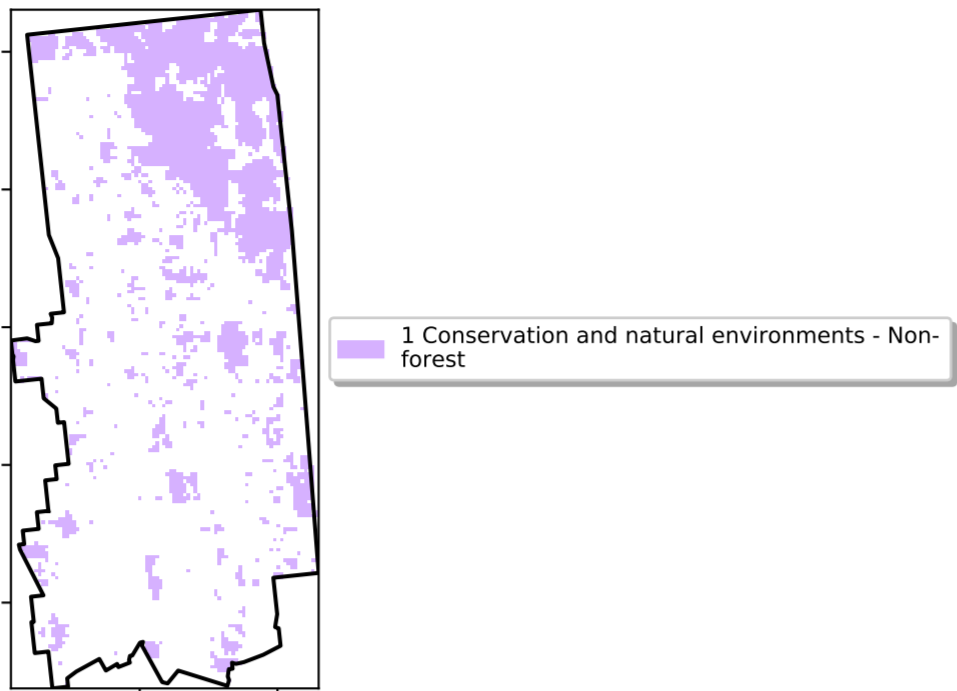 1 Conservation and natural environments - Non-
forest